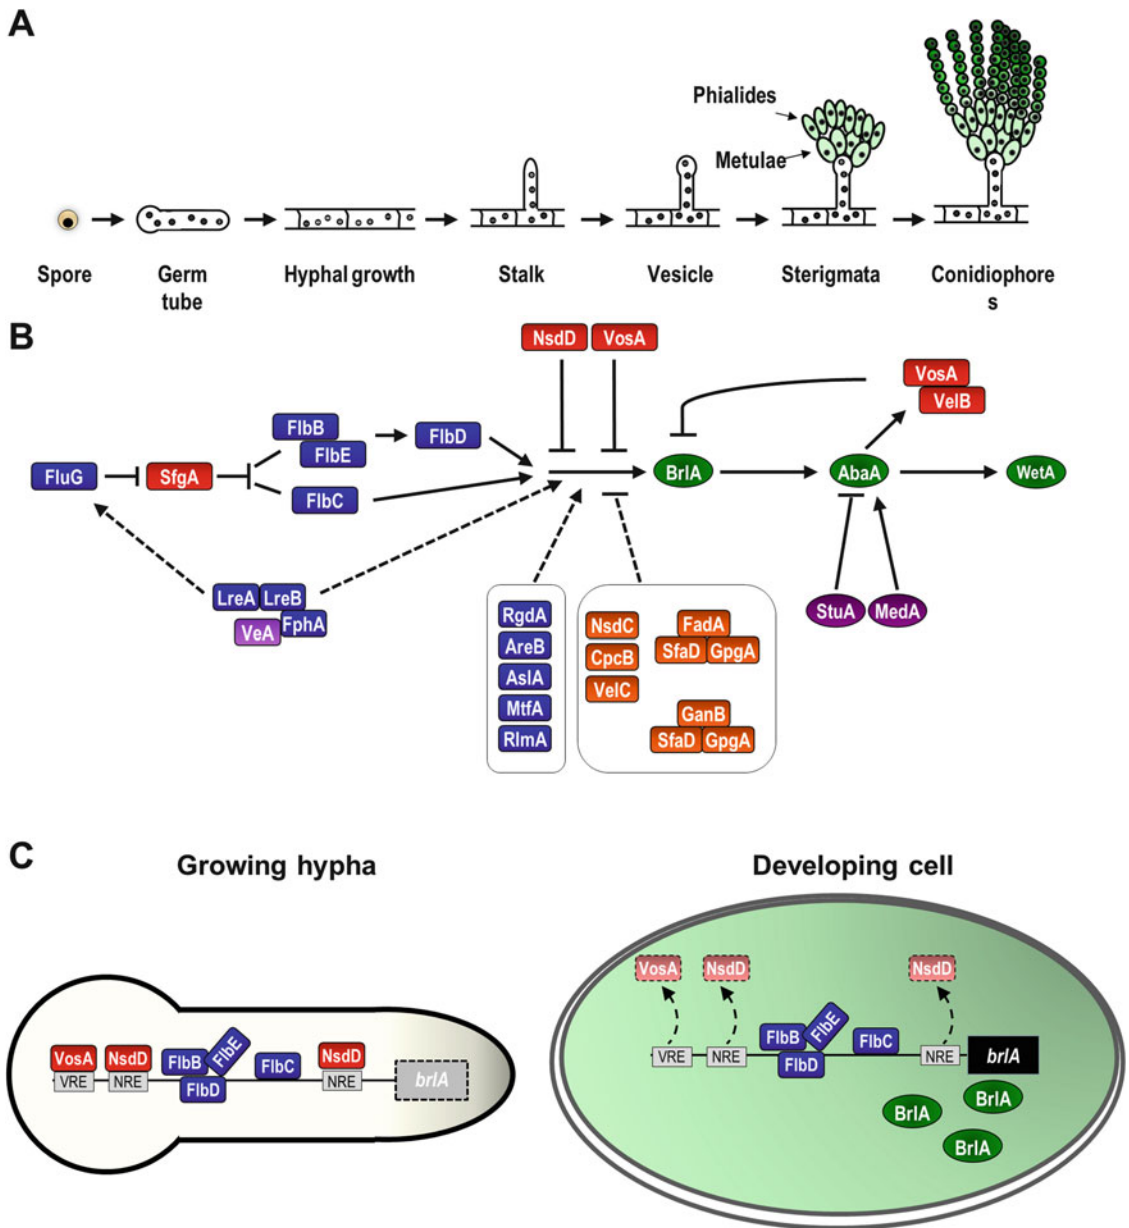 A
Phialides
Metulae
Spore
Germ
tube
Hyphal growth
Stalk
Vesicle
Sterigmata
Conidiophore
s
B
NsdD
VosA
VosA
VelB
FlbB
FlbE
FlbD
FluG
SfgA
FlbC
BrlA
AbaA
WetA
LreA
LreB
FphA
VeA
StuA
MedA
RgdA
AreB
AslA
MtfA
RlmA
NsdC
CpcB
VelC
FadA
SfaD
GpgA
GanB
SfaD
GpgA
C
Growing hypha
VosA
NsdD
FlbB
FlbE
FlbC
NsdD
VRE
NRE
FlbD
NRE
brlA
Developing cell
VosA
NsdD
NsdD
FlbB
FlbE
FlbC
VRE
NRE
FlbD
NRE
brlA
BrlA
BrlA
BrlA